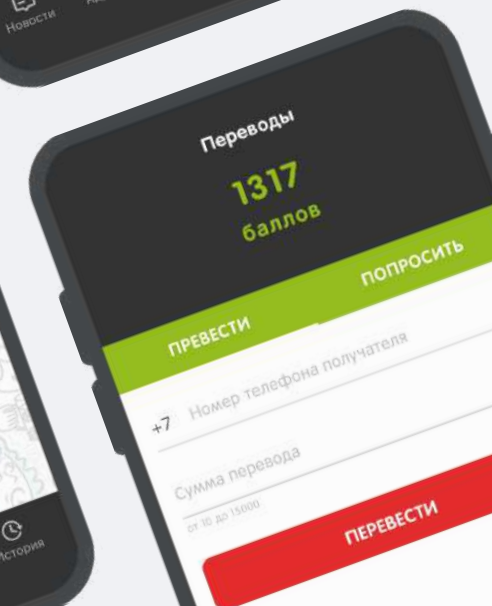 Новости
Переводы
1317
баллов
ПРЕВЕСТИ
ПОПРОСИТЬ
+7
Номер телефона получателя
Сумма перевода
от 10 до 15000
ПЕРЕВЕСТИ
История